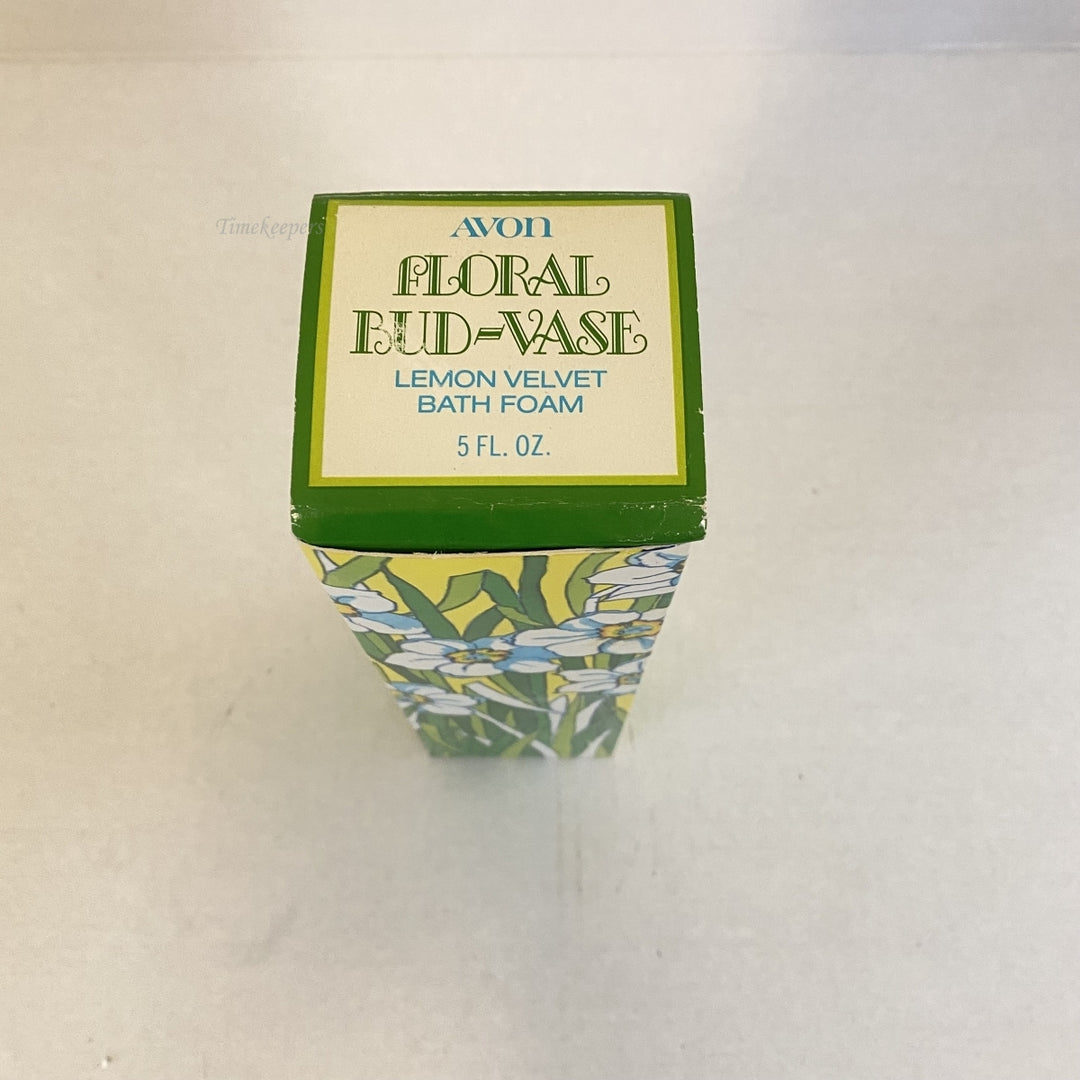 Timekeepers
AVON
FLORAL
BUD-VASE
LEMON VELVET
BATH FOAM
5 FL. OZ.